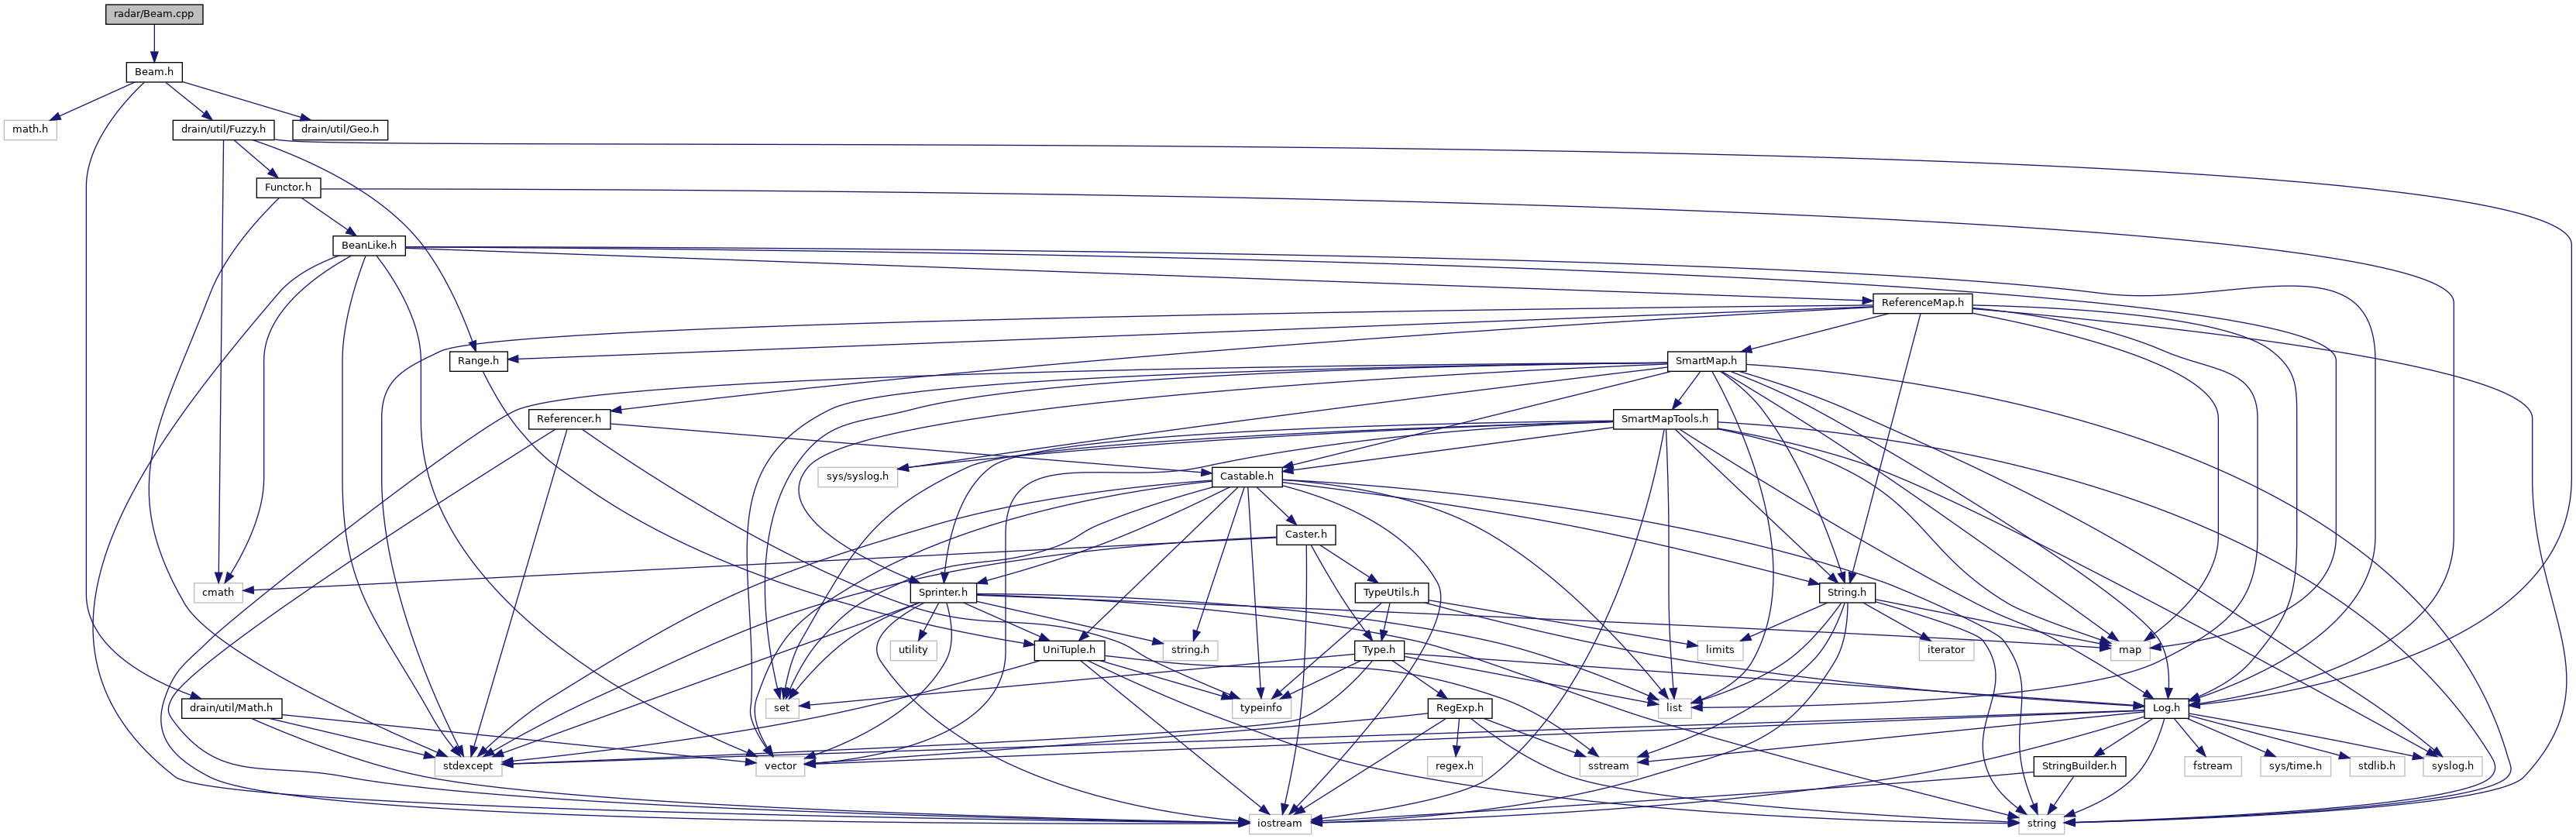 radar/Beam.cpp
Beam.h
math.h
drain/util/Fuzzy.h
drain/util/Geo.h
Functor.h
BeanLike.h
ReferenceMap.h
Range.h
SmartMap.h
Referencer.h
SmartMapTools.h
sys/syslog.h
Castable.h
Caster.h
cmath
Sprinter.h
TypeUtils.h
String.h
utility
UniTuple.h
string.h
Type.h
limits
iterator
map
drain/util/Math.h
set
typeinfo
RegExp.h
list
Log.h
stdexcept
vector
regex.h
sstream
StringBuilder.h
fstream
sys/time.h
stdlib.h
syslog.h
iostream
string